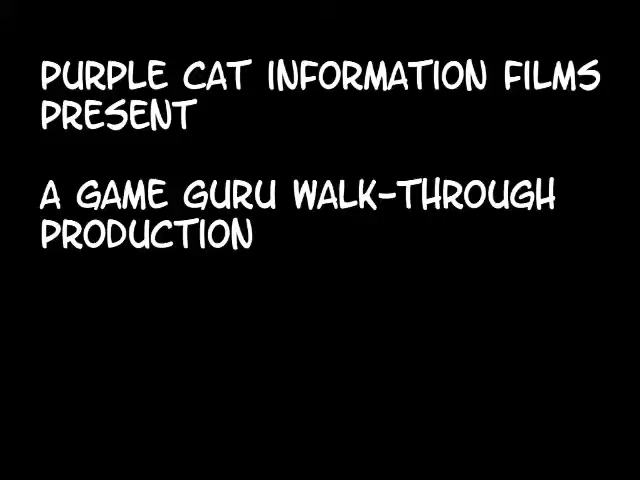 PURPLE CAT INFORMATION FILMS
PRESENT
A GAME GURU WALK-THROUGH
PRODUCTION